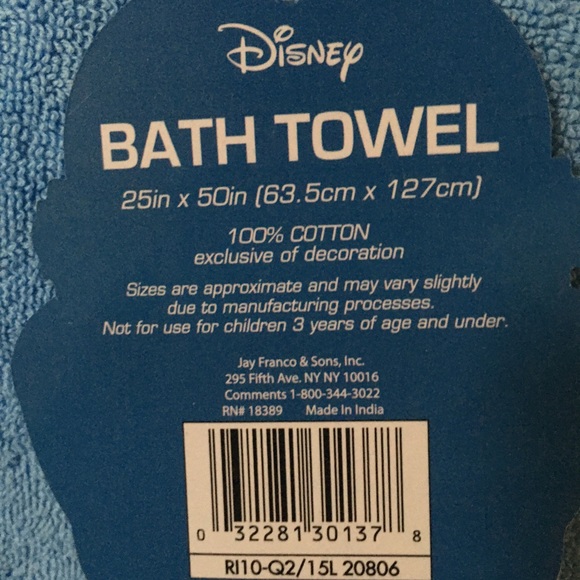 Disney
BATH TOWEL
25in x 50in (63.5cm x 127cm)
100% COTTON
exclusive of decoration
Sizes are approximate and may vary slightly
due to manufacturing processes.
Not for use for children 3 years of age and under.
Jay Franco & Sons, Inc.
295 Fifth Ave. NY NY 10016
Comments 1-800-344-3022
RN# 18389 Made In India
0 32281 30137 8
RI10-Q2/15L 20806